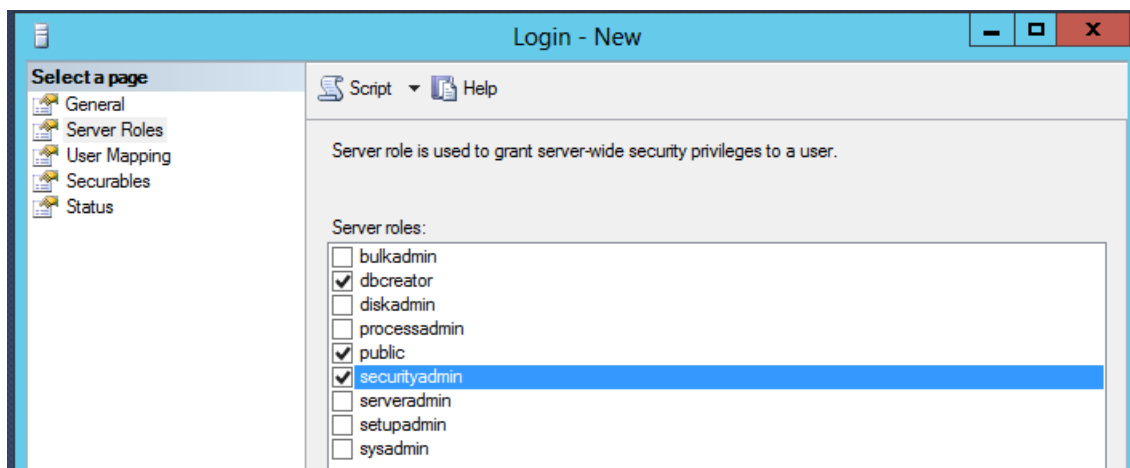 Login - New
Select a page
General
Server Roles
User Mapping
Securables
Status
Script
Help
Server role is used to grant server-wide security privileges to a user.
Server roles:
bulkadmin
dbcreator
diskadmin
processadmin
public
securityadmin
serveradmin
setupadmin
sysadmin